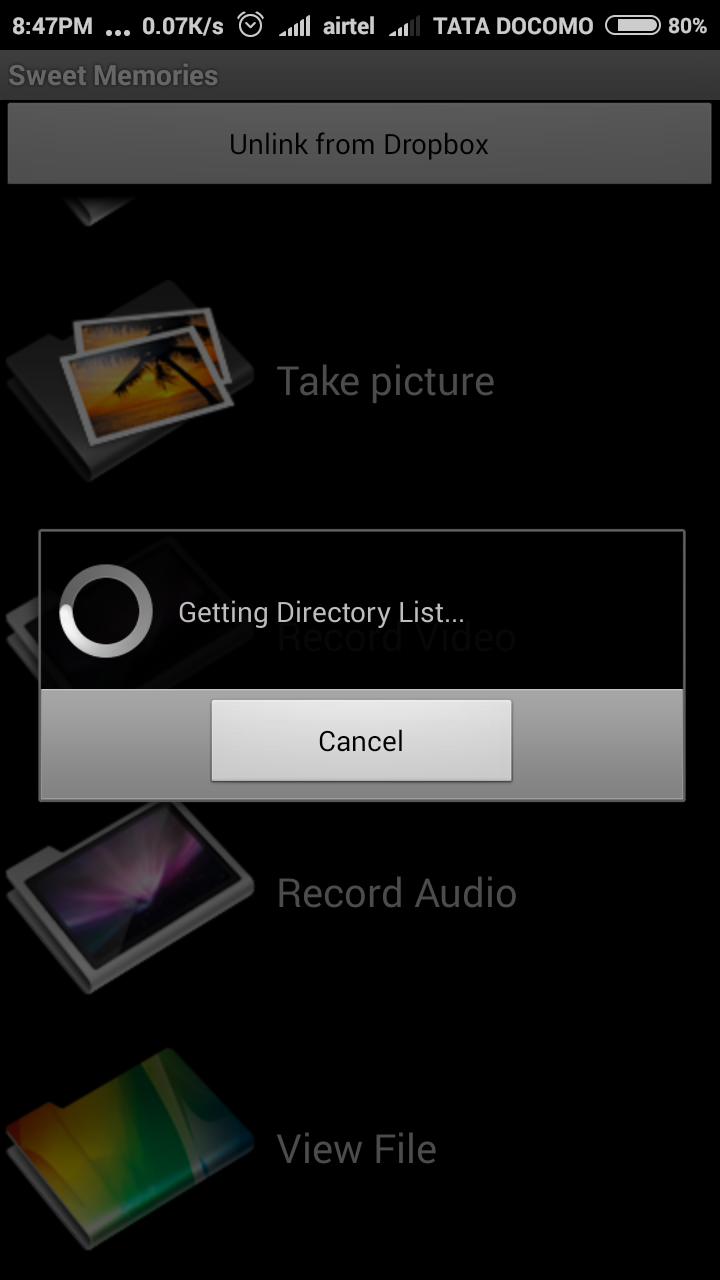 8:47PM ... 0.07K/s airtel TATA DOCOMO 80%
Sweet Memories
Unlink from Dropbox
Take picture
Getting Directory List...
Record Video
Cancel
Record Audio
View File